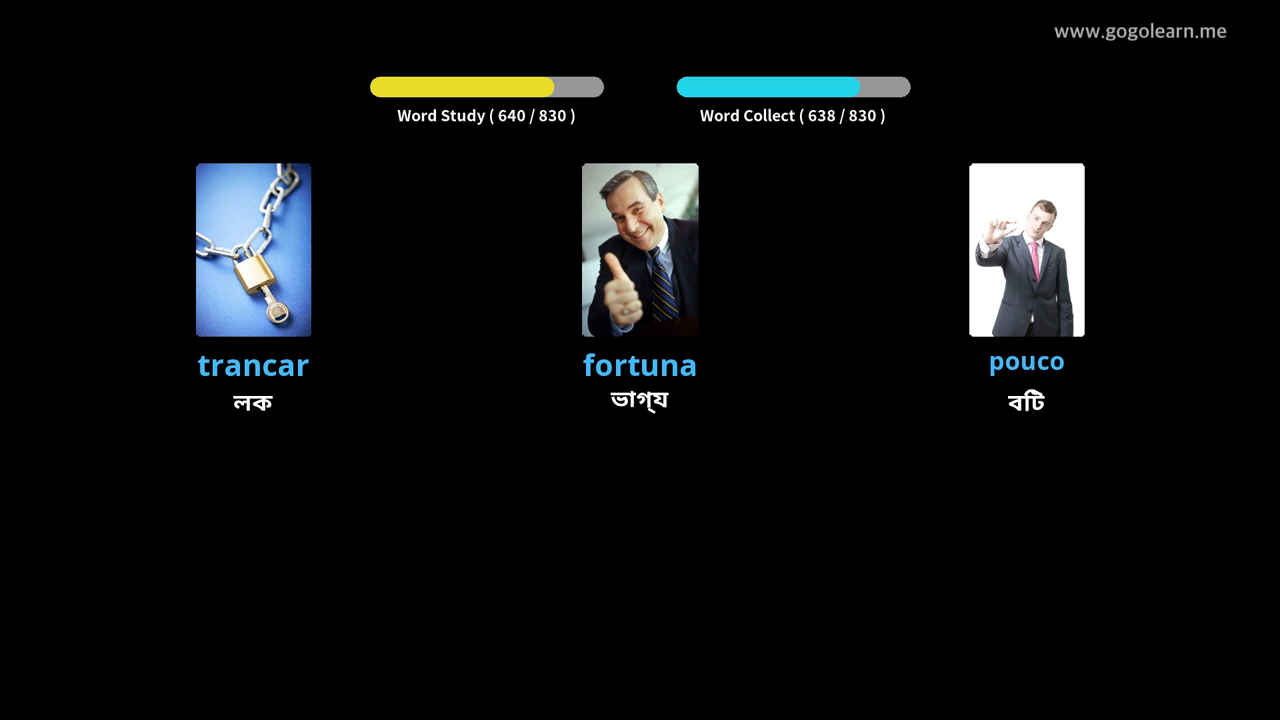 www.gogolearn.me
Word Study ( 640 / 830 )
Word Collect ( 638 / 830 )
trancar
fortuna
pouco
লক
ভাগ্‌য
বটি